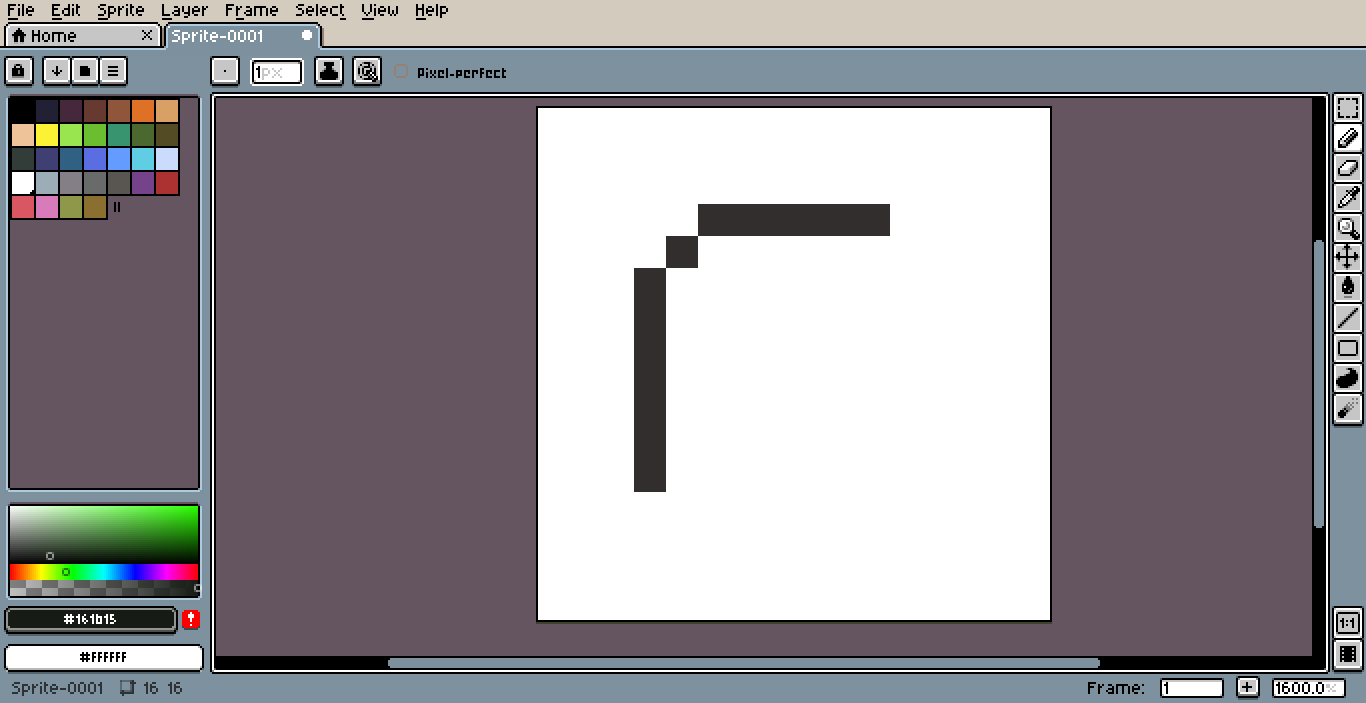 File Edit Sprite Layer Frame Select View Help
Home Sprite-0001
1px Pixel-perfect
#161b15
#FFFFFF
1:1
Sprite-0001 16 16 Frame: 1 1600.0%